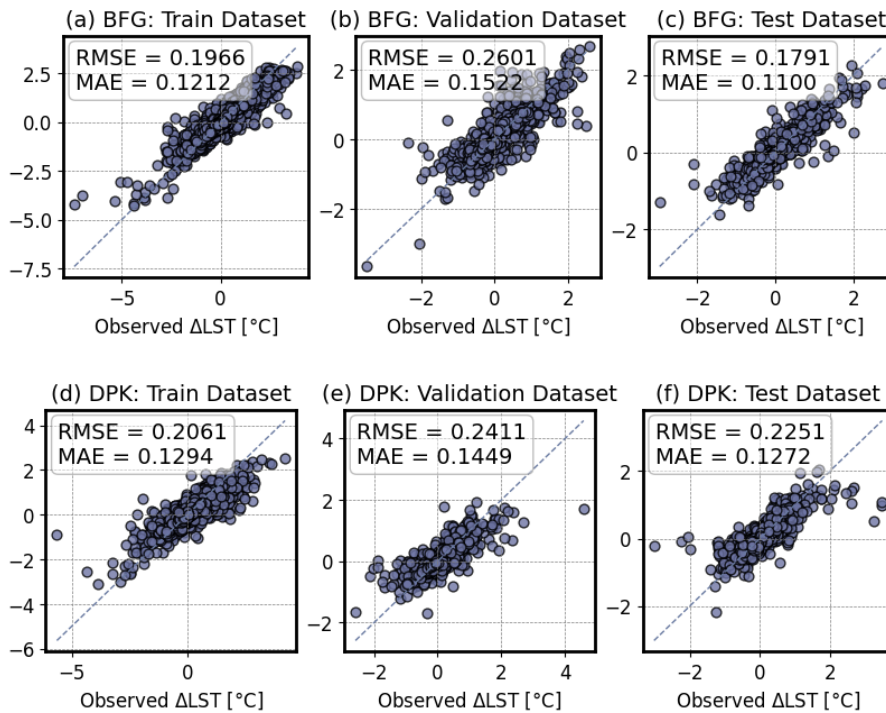 (a) BFG: Train Dataset
RMSE = 0.1966
MAE = 0.1212
2.5
0.0
−2.5
−5.0
−7.5
−5
0
Observed ΔLST [°C]
(b) BFG: Validation Dataset
RMSE = 0.2601
MAE = 0.1522
2
0
−2
−2
0
2
Observed ΔLST [°C]
(c) BFG: Test Dataset
RMSE = 0.1791
MAE = 0.1100
2
0
−2
−2
0
2
Observed ΔLST [°C]
(d) DPK: Train Dataset
RMSE = 0.2061
MAE = 0.1294
4
2
0
−2
−4
−6
−5
0
Observed ΔLST [°C]
(e) DPK: Validation Dataset
RMSE = 0.2411
MAE = 0.1449
4
2
0
−2
−2
0
2
4
Observed ΔLST [°C]
(f) DPK: Test Dataset
RMSE = 0.2251
MAE = 0.1272
2
0
−2
−2
0
2
Observed ΔLST [°C]